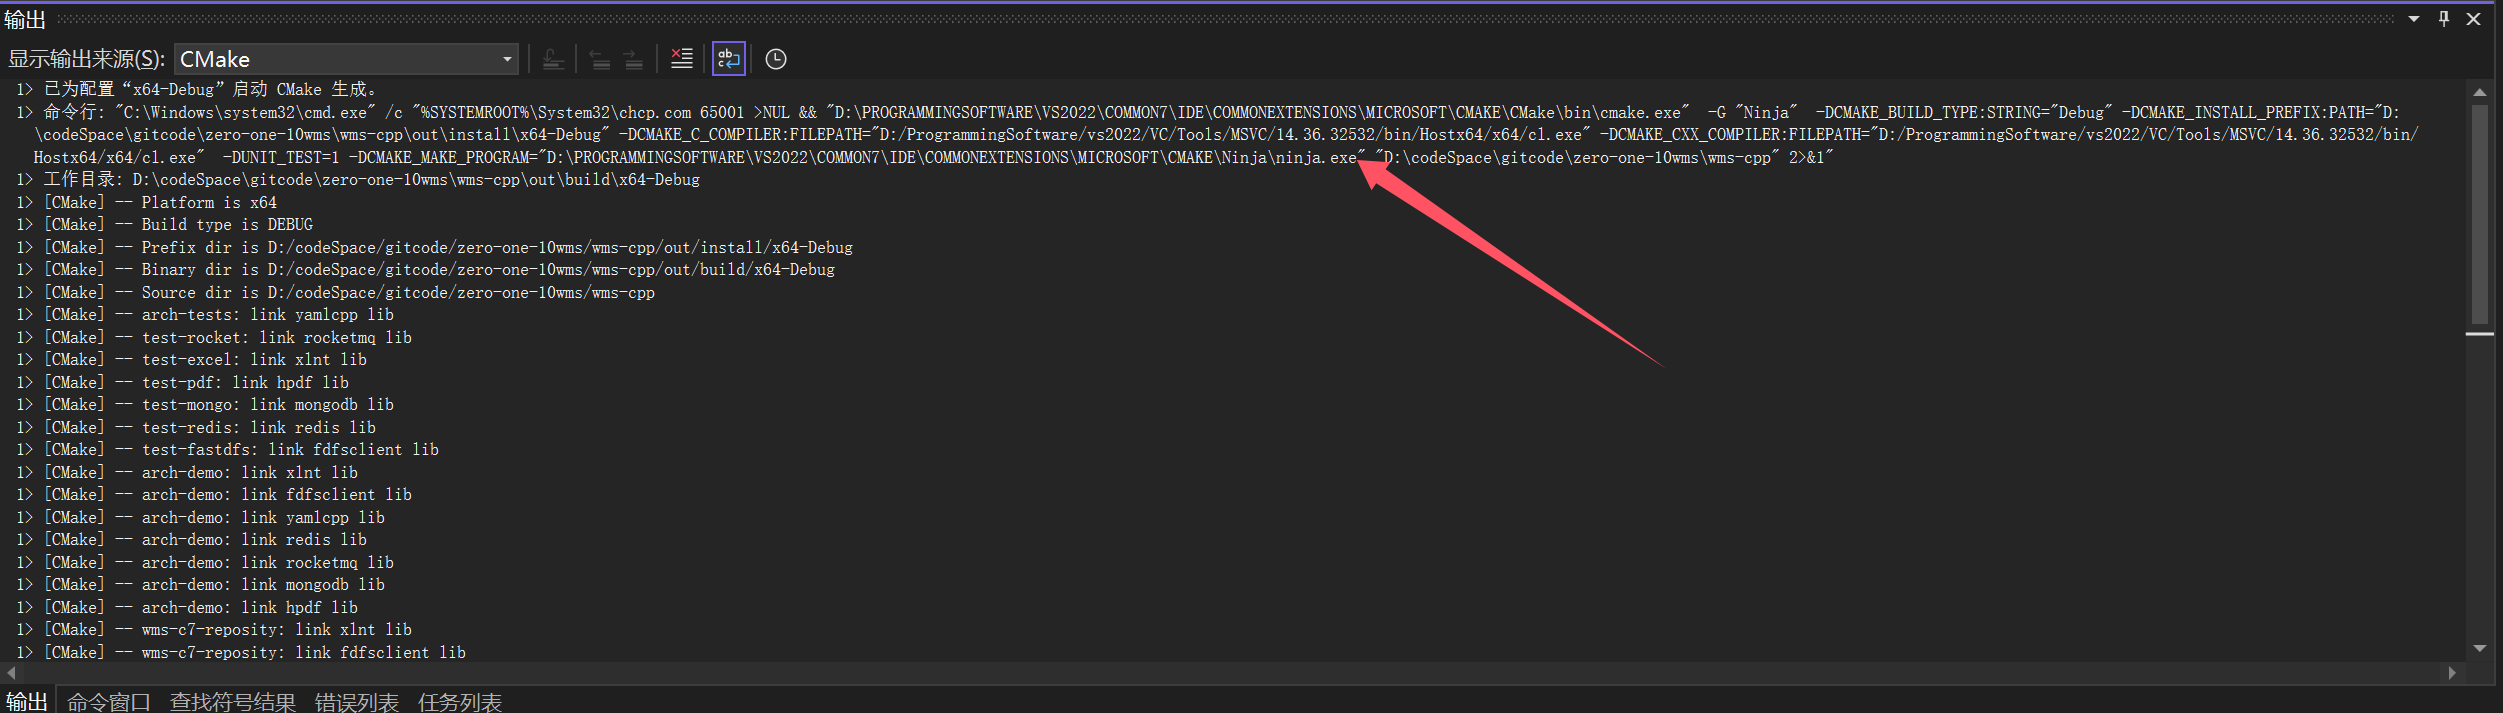 输出
显示输出来源(S): CMake
1> 已为配置“x64-Debug”启动 CMake 生成。
1> 命令行: "C:\Windows\system32\cmd.exe" /c "%SYSTEMROOT%\System32\chcp.com 65001 >NUL && "D:\PROGRAMMINGSOFTWARE\VS2022\COMMON7\IDE\COMMONEXTENSIONS\MICROSOFT\CMAKE\CMake\bin\cmake.exe"  -G "Ninja"  -DCMAKE_BUILD_TYPE:STRING="Debug" -DCMAKE_INSTALL_PREFIX:PATH="D:
\codeSpace\gitcode\zero-one-10wms\wms-cpp\out\install\x64-Debug" -DCMAKE_C_COMPILER:FILEPATH="D:/ProgrammingSoftware/vs2022/VC/Tools/MSVC/14.36.32532/bin/Hostx64/x64/cl.exe" -DCMAKE_CXX_COMPILER:FILEPATH="D:/ProgrammingSoftware/vs2022/VC/Tools/MSVC/14.36.32532/bin/
Hostx64/x64/cl.exe"  -DUNIT_TEST=1 -DCMAKE_MAKE_PROGRAM="D:\PROGRAMMINGSOFTWARE\VS2022\COMMON7\IDE\COMMONEXTENSIONS\MICROSOFT\CMAKE\Ninja\ninja.exe" "D:\codeSpace\gitcode\zero-one-10wms\wms-cpp" 2>&1"
1> 工作目录: D:\codeSpace\gitcode\zero-one-10wms\wms-cpp\out\build\x64-Debug
1> [CMake] -- Platform is x64
1> [CMake] -- Build type is DEBUG
1> [CMake] -- Prefix dir is D:/codeSpace/gitcode/zero-one-10wms/wms-cpp/out/install/x64-Debug
1> [CMake] -- Binary dir is D:/codeSpace/gitcode/zero-one-10wms/wms-cpp/out/build/x64-Debug
1> [CMake] -- Source dir is D:/codeSpace/gitcode/zero-one-10wms/wms-cpp
1> [CMake] -- arch-tests: link yamlcpp lib
1> [CMake] -- test-rocket: link rocketmq lib
1> [CMake] -- test-excel: link xlnt lib
1> [CMake] -- test-pdf: link hpdf lib
1> [CMake] -- test-mongo: link mongodb lib
1> [CMake] -- test-redis: link redis lib
1> [CMake] -- test-fastdfs: link fdfsclient lib
1> [CMake] -- arch-demo: link xlnt lib
1> [CMake] -- arch-demo: link fdfsclient lib
1> [CMake] -- arch-demo: link yamlcpp lib
1> [CMake] -- arch-demo: link redis lib
1> [CMake] -- arch-demo: link rocketmq lib
1> [CMake] -- arch-demo: link mongodb lib
1> [CMake] -- arch-demo: link hpdf lib
1> [CMake] -- wms-c7-reposity: link xlnt lib
1> [CMake] -- wms-c7-reposity: link fdfsclient lib
输出 命令窗口 查找符号结果 错误列表 任务列表